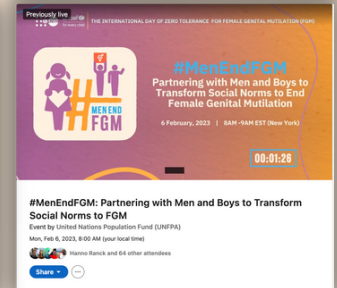 Previously live
for every child
THE INTERNATIONAL DAY OF ZERO TOLERANCE FOR FEMALE GENITAL MUTILATION (FGM)
#MenEndFGM
Partnering with Men and Boys to
Transform Social Norms to End
Female Genital Mutilation
#
MEN END
FGM
6 February, 2023 | 8AM -9AM EST (New York)
00:01:26
#MenEndFGM: Partnering with Men and Boys to Transform
Social Norms to FGM
Event by United Nations Population Fund (UNFPA)
Mon, Feb 6, 2023, 8:00 AM (your local time)
Hanno Ranck and 64 other attendees
Share